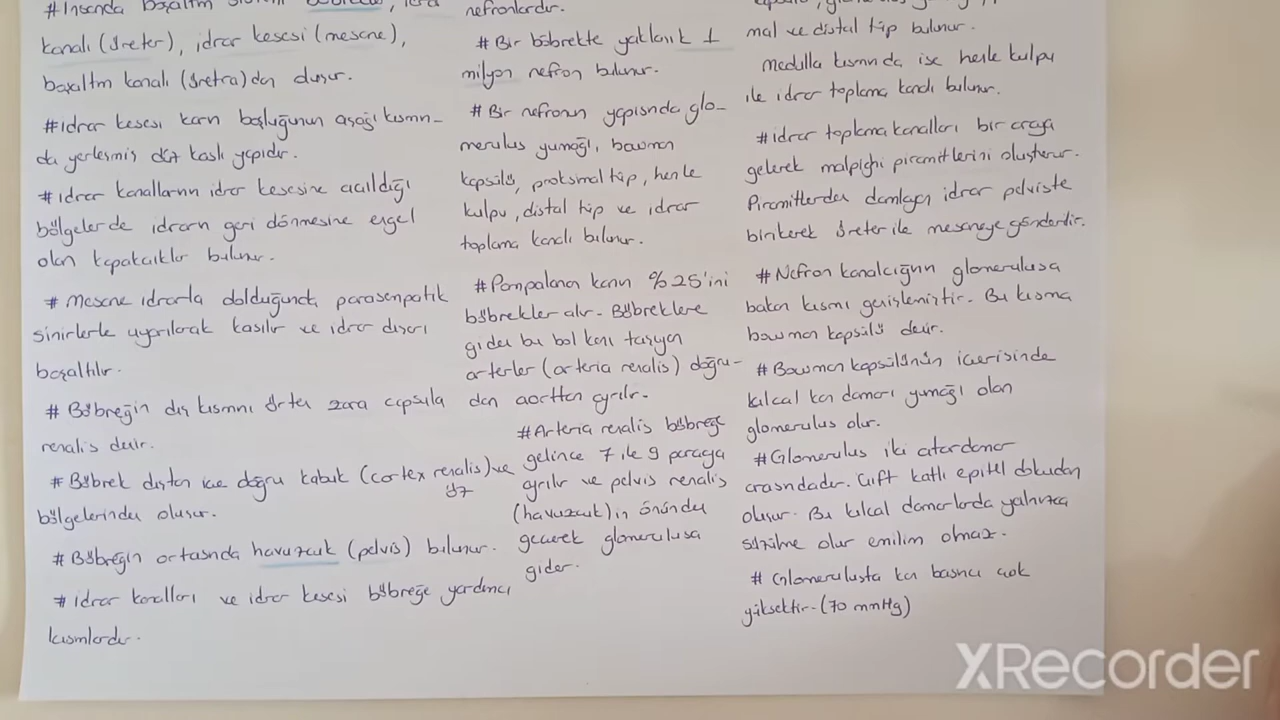 #İnsanda boşaltım sistemi
kanalı (üreter), idrar kesesi (mesane),
boşaltım kanalı (üretra)dan oluşur.
#idrar kesesi karın boşluğunun aşağı kısmın-
da yerleşmiş düz kaslı yapıdır.
#idrar kanallarının idrar kesesine açıldığı
bölgelerde idrarın geri dönmesine engel
olan kapakçıklar bulunur.
# Mesane idrarla dolduğunda parasempatik
sinirlerle uyarılarak kasılır ve idrar dışarı
boşaltılır.
# Böbreğin dış kısmını örten zara capsula
renalis denir.
# Böbrek dıştan içe doğru kabuk (cortex renalis) ve
öz
bölgelerinden oluşur.
# Böbreğin ortasında havuzcuk (pelvis) bulunur.
# idrar kanalları ve idrar kesesi böbreğe yardımcı
kısımlardır.
nefronlardır.
# Bir böbrekte yaklaşık 1
milyon nefron bulunur.
# Bir nefronun yapısında glo-
merulus yumağı, bowman
kapsülü, proksimal tüp, henle
kulpu, distal tüp ve idrar
toplama kanalı bulunur.
#Pompalanan kanın %25'ini
böbrekler alır. Böbreklere
giden bu bol kanı taşıyan
arterler (arteria renalis) doğru-
dan aorttan ayrılır.
#Arteria renalis böbreğe
gelince 7 ile 9 parçaya
ayrılır ve pelvis renalis
(havuzcuk)in önünden
geçerek glomerulusa
gider.
mal ve distal tüp bulunur.
Medulla kısmında ise henle kulpu
ile idrar toplama kanalı bulunur.
#idrar toplama kanalları bir araya
gelerek malpighi piramitlerini oluşturur.
Piramitlerden damlayan idrar pelviste
birikerek üreter ile mesaneye gönderilir.
#Nefron kanalcığının glomerulusa
bakan kısmı genişlemiştir. Bu kısma
bowman kapsülü denir.
# Bowman kapsülünün içerisinde
kılcal kan damarı yumağı olan
glomerulus olur.
#Glomerulus iki atardamar
arasındadır. Çift katlı epitel dokudan
oluşur. Bu kılcal damarlarda yalnızca
süzülme olur emilim olmaz.
# Glomerulusta kan basıncı çok
yüksektir. (70 mmHg)
XRecorder